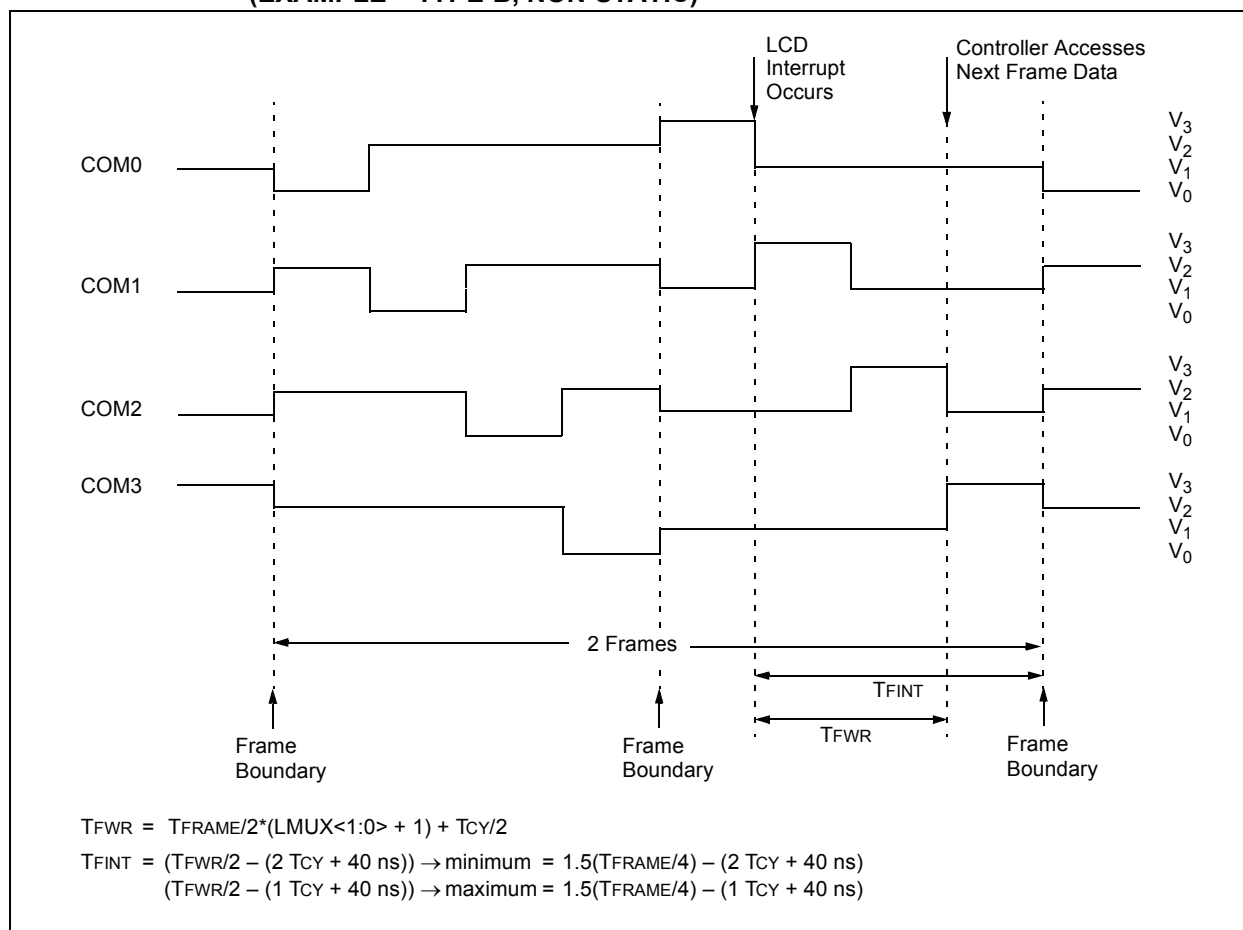 (EXAMPLE – TYPE-B, NON-STATIC)
LCD
Interrupt
Occurs
Controller Accesses
Next Frame Data
COM0
V3
V2
V1
V0
COM1
V3
V2
V1
V0
COM2
V3
V2
V1
V0
COM3
V3
V2
V1
V0
2 Frames
TFINT
TFWR
Frame
Boundary
Frame
Boundary
Frame
Boundary
TFWR = TFRAME/2*(LMUX<1:0> + 1) + TCY/2
TFINT = (TFWR/2 – (2 TCY + 40 ns)) → minimum = 1.5(TFRAME/4) – (2 TCY + 40 ns)
(TFWR/2 – (1 TCY + 40 ns)) → maximum = 1.5(TFRAME/4) – (1 TCY + 40 ns)